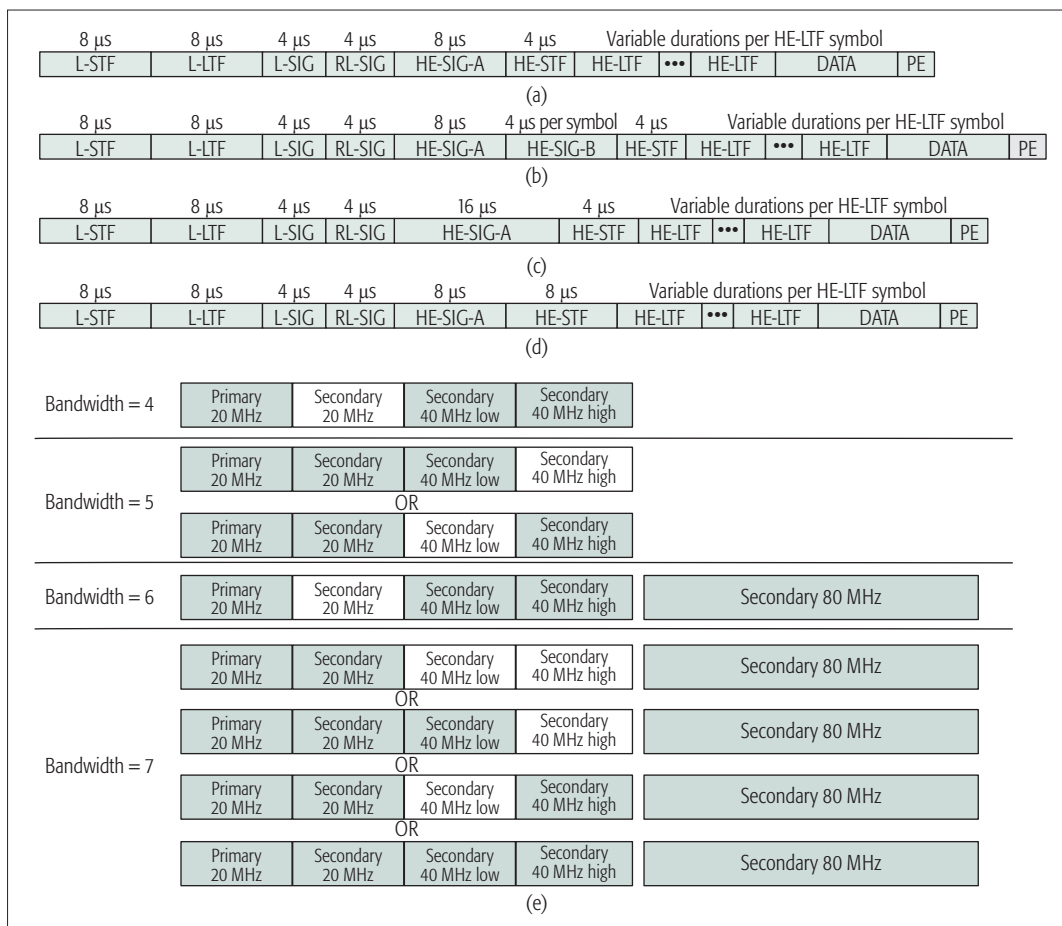 8 μs 8 μs 4 μs 4 μs 8 μs 4 μs Variable durations per HE-LTF symbol
L-STF L-LTF L-SIG RL-SIG HE-SIG-A HE-STF HE-LTF ••• HE-LTF DATA PE
(a)
8 μs 8 μs 4 μs 4 μs 8 μs 4 μs per symbol 4 μs Variable durations per HE-LTF symbol
L-STF L-LTF L-SIG RL-SIG HE-SIG-A HE-SIG-B HE-STF HE-LTF ••• HE-LTF DATA PE
(b)
8 μs 8 μs 4 μs 4 μs 16 μs 4 μs Variable durations per HE-LTF symbol
L-STF L-LTF L-SIG RL-SIG HE-SIG-A HE-STF HE-LTF ••• HE-LTF DATA PE
(c)
8 μs 8 μs 4 μs 4 μs 8 μs 8 μs Variable durations per HE-LTF symbol
L-STF L-LTF L-SIG RL-SIG HE-SIG-A HE-STF HE-LTF ••• HE-LTF DATA PE
(d)
Bandwidth = 4
Primary Secondary Secondary Secondary
20 MHz 20 MHz 40 MHz low 40 MHz high
Bandwidth = 5
Primary Secondary Secondary Secondary
20 MHz 20 MHz 40 MHz low 40 MHz high
OR
Primary Secondary Secondary Secondary
20 MHz 20 MHz 40 MHz low 40 MHz high
Bandwidth = 6
Primary Secondary Secondary Secondary
20 MHz 20 MHz 40 MHz low 40 MHz high
Secondary 80 MHz
Bandwidth = 7
Primary Secondary Secondary Secondary
20 MHz 20 MHz 40 MHz low 40 MHz high
Secondary 80 MHz
OR
Primary Secondary Secondary Secondary
20 MHz 20 MHz 40 MHz low 40 MHz high
Secondary 80 MHz
OR
Primary Secondary Secondary Secondary
20 MHz 20 MHz 40 MHz low 40 MHz high
Secondary 80 MHz
OR
Primary Secondary Secondary Secondary
20 MHz 20 MHz 40 MHz low 40 MHz high
Secondary 80 MHz
(e)